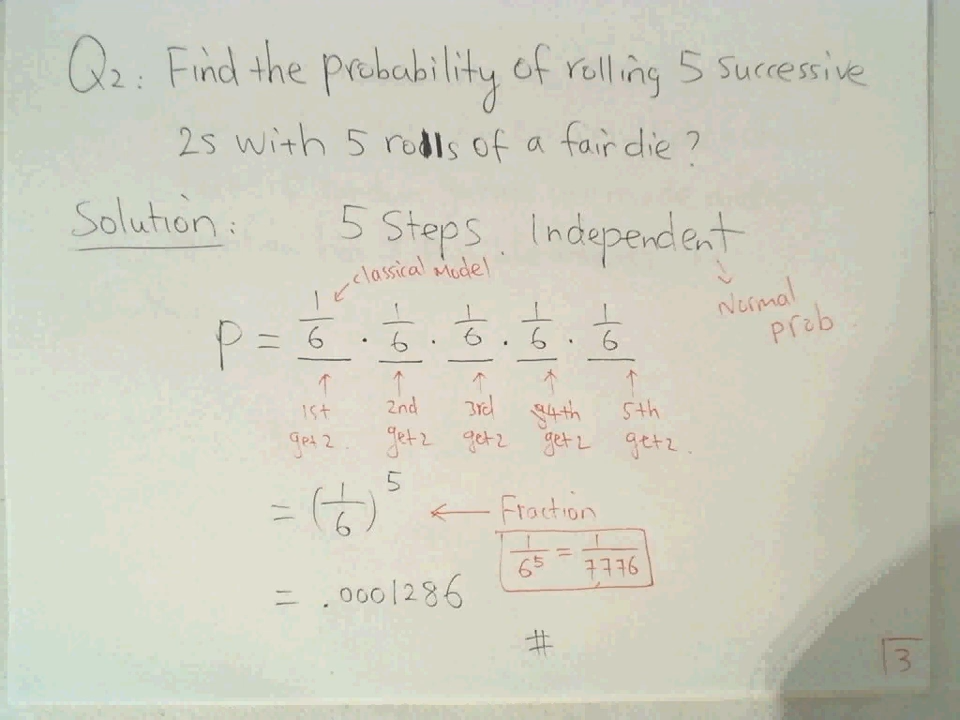 Q2: Find the probability of rolling 5 successive
2s with 5 rolls of a fair die?
Solution: 5 Steps. Independent
classical Model.
Normal
prob
P = 1/6 · 1/6 · 1/6 · 1/6 · 1/6
1st 2nd 3rd 4th 5th
get 2. get 2 get 2 get 2 get 2.
= (1/6)^5 ← Fraction
1/6^5 = 1/7776
= .0001286
#
3